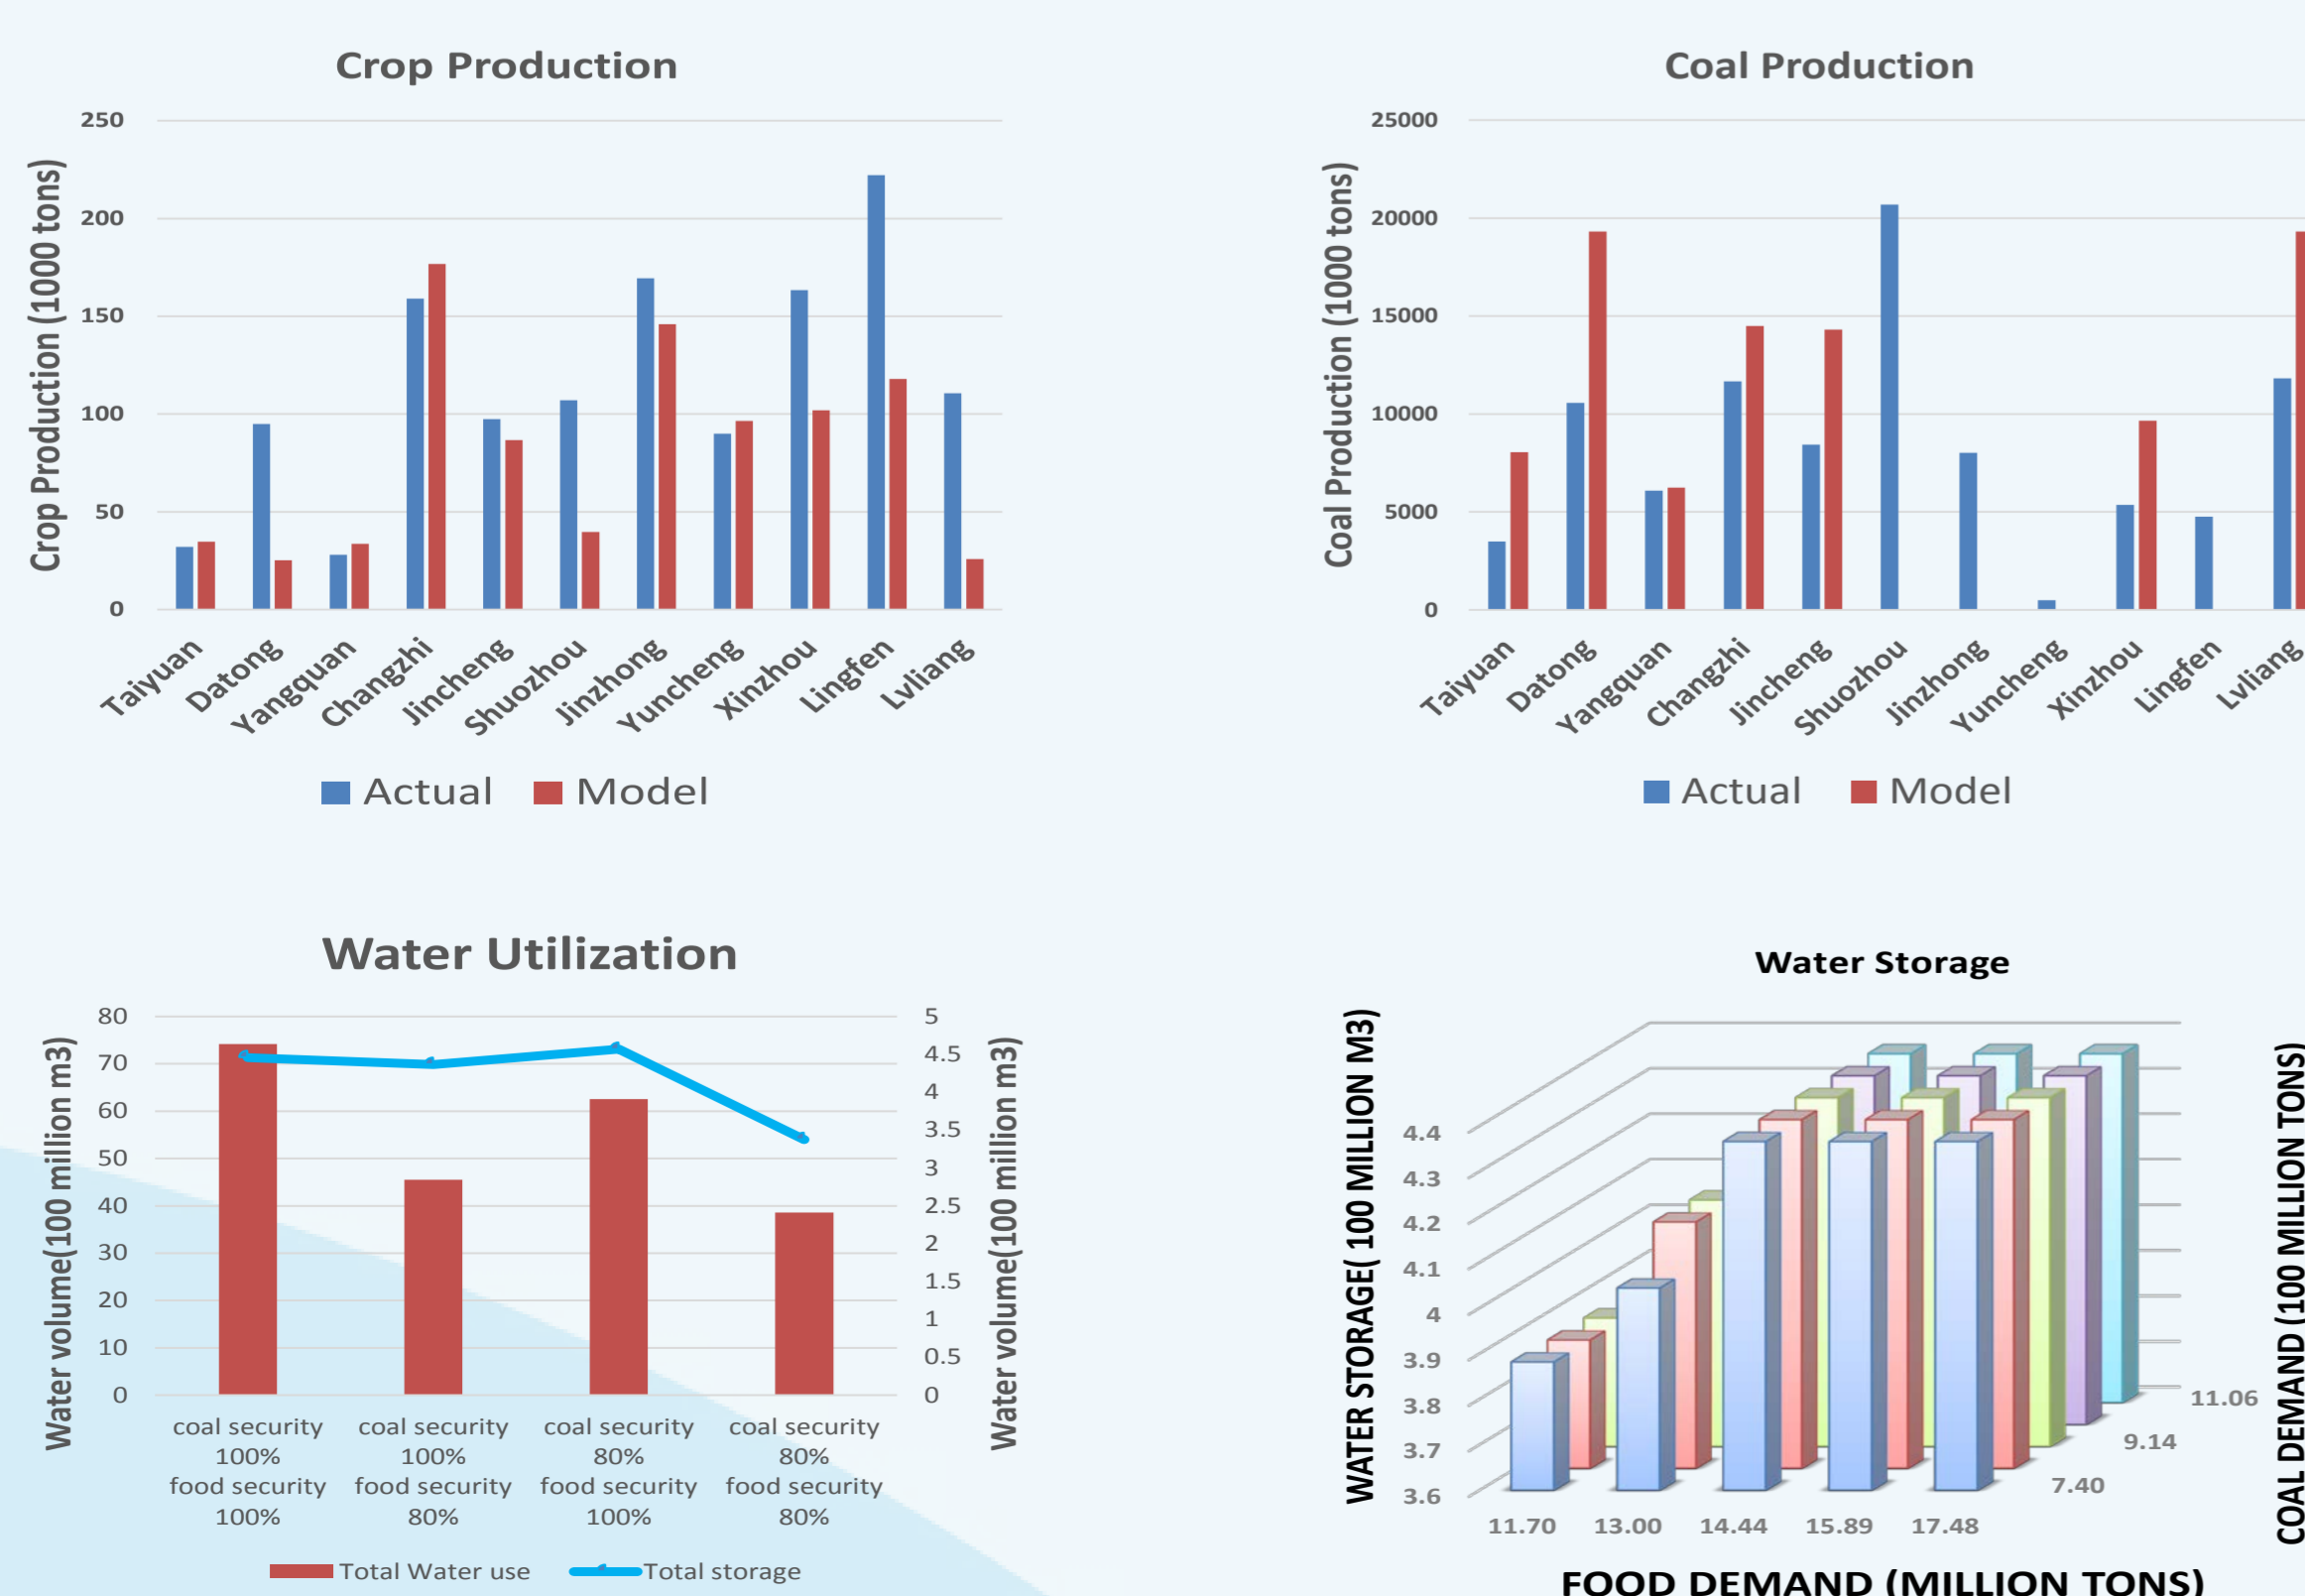 Crop Production
Crop Production (1000 tons)
250
200
150
100
50
0
Taiyuan
Datong
Yangquan
Changzhi
Jincheng
Shuozhou
Jinzhong
Yuncheng
Xinzhou
Lingfen
Lvliang
Actual
Model
Coal Production
Coal Production (1000 tons)
25000
20000
15000
10000
5000
0
Taiyuan
Datong
Yangquan
Changzhi
Jincheng
Shuozhou
Jinzhong
Yuncheng
Xinzhou
Lingfen
Lvliang
Actual
Model
Water Utilization
Water volume(100 million m3)
80
70
60
50
40
30
20
10
0
5
4.5
4
3.5
3
2.5
2
1.5
1
0.5
0
Water volume(100 million m3)
coal security
100%
food security
100%
coal security
100%
food security
80%
coal security
80%
food security
100%
coal security
80%
food security
80%
Total Water use
Total storage
Water Storage
WATER STORAGE( 100 MILLION M3)
4.4
4.3
4.2
4.1
4
3.9
3.8
3.7
3.6
11.70
13.00
14.44
15.89
17.48
7.40
9.14
11.06
FOOD DEMAND (MILLION TONS)
COAL DEMAND (100 MILLION TONS)